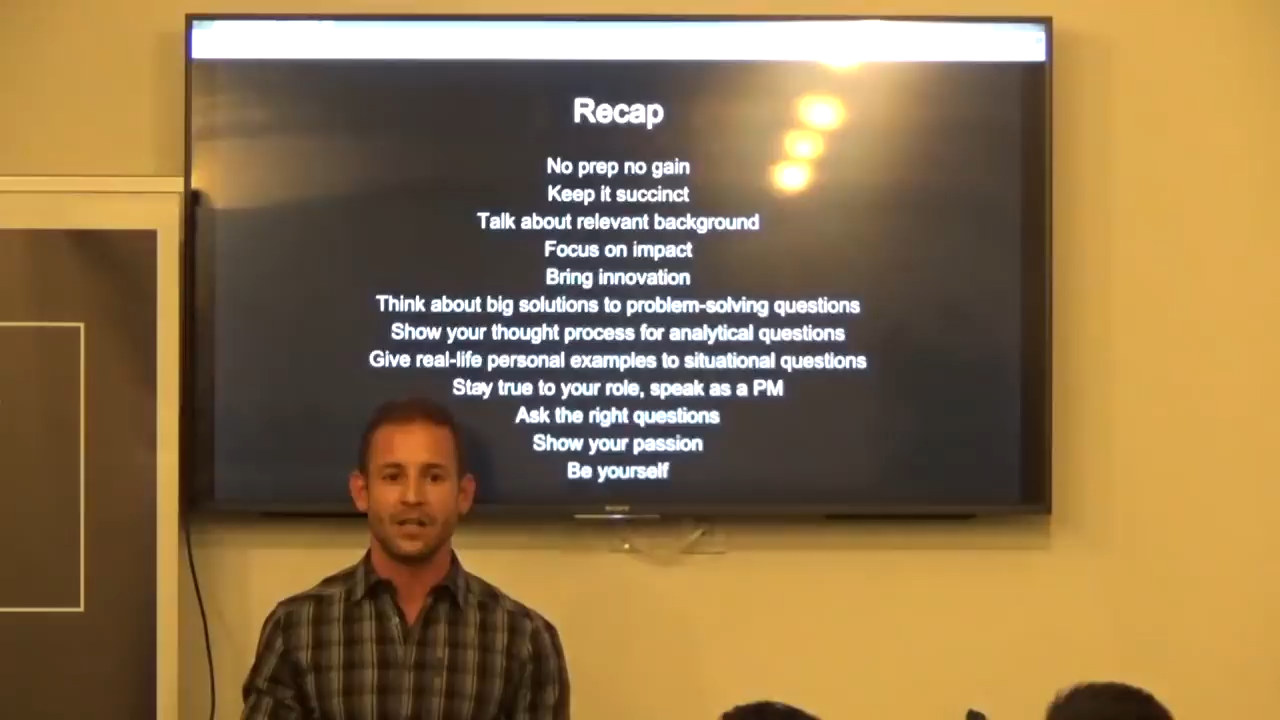 Recap
No prep no gain
Keep it succinct
Talk about relevant background
Focus on impact
Bring innovation
Think about big solutions to problem-solving questions
Show your thought process for analytical questions
Give real-life personal examples to situational questions
Stay true to your role, speak as a PM
Ask the right questions
Show your passion
Be yourself
SONY